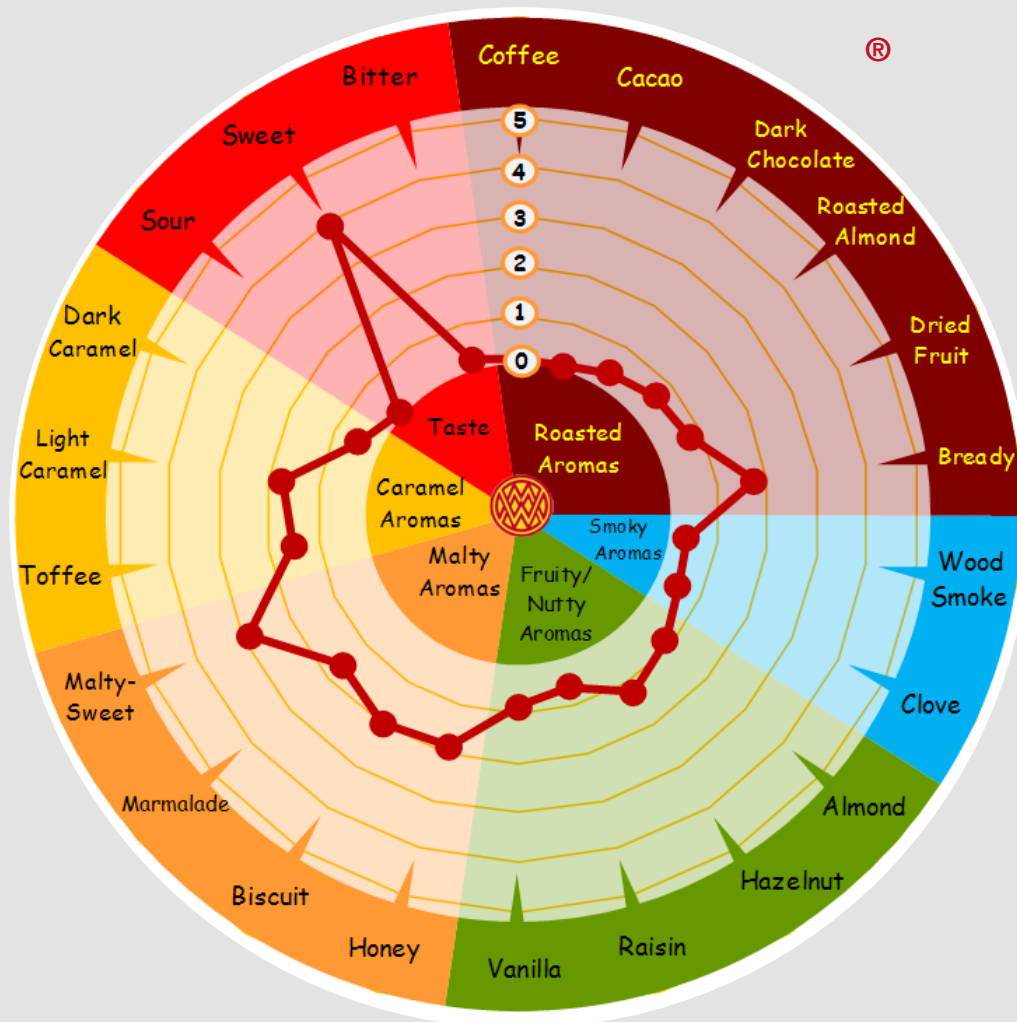 ®
Coffee
Cacao
Dark
Chocolate
Roasted
Almond
Dried
Fruit
Bready
Wood
Smoke
Clove
Almond
Hazelnut
Raisin
Vanilla
Honey
Biscuit
Marmalade
Malty-
Sweet
Toffee
Light
Caramel
Dark
Caramel
Sour
Sweet
Bitter
5
4
3
2
1
0
Taste
Roasted
Aromas
Caramel
Aromas
Smoky
Aromas
Malty
Aromas
Fruity/
Nutty
Aromas